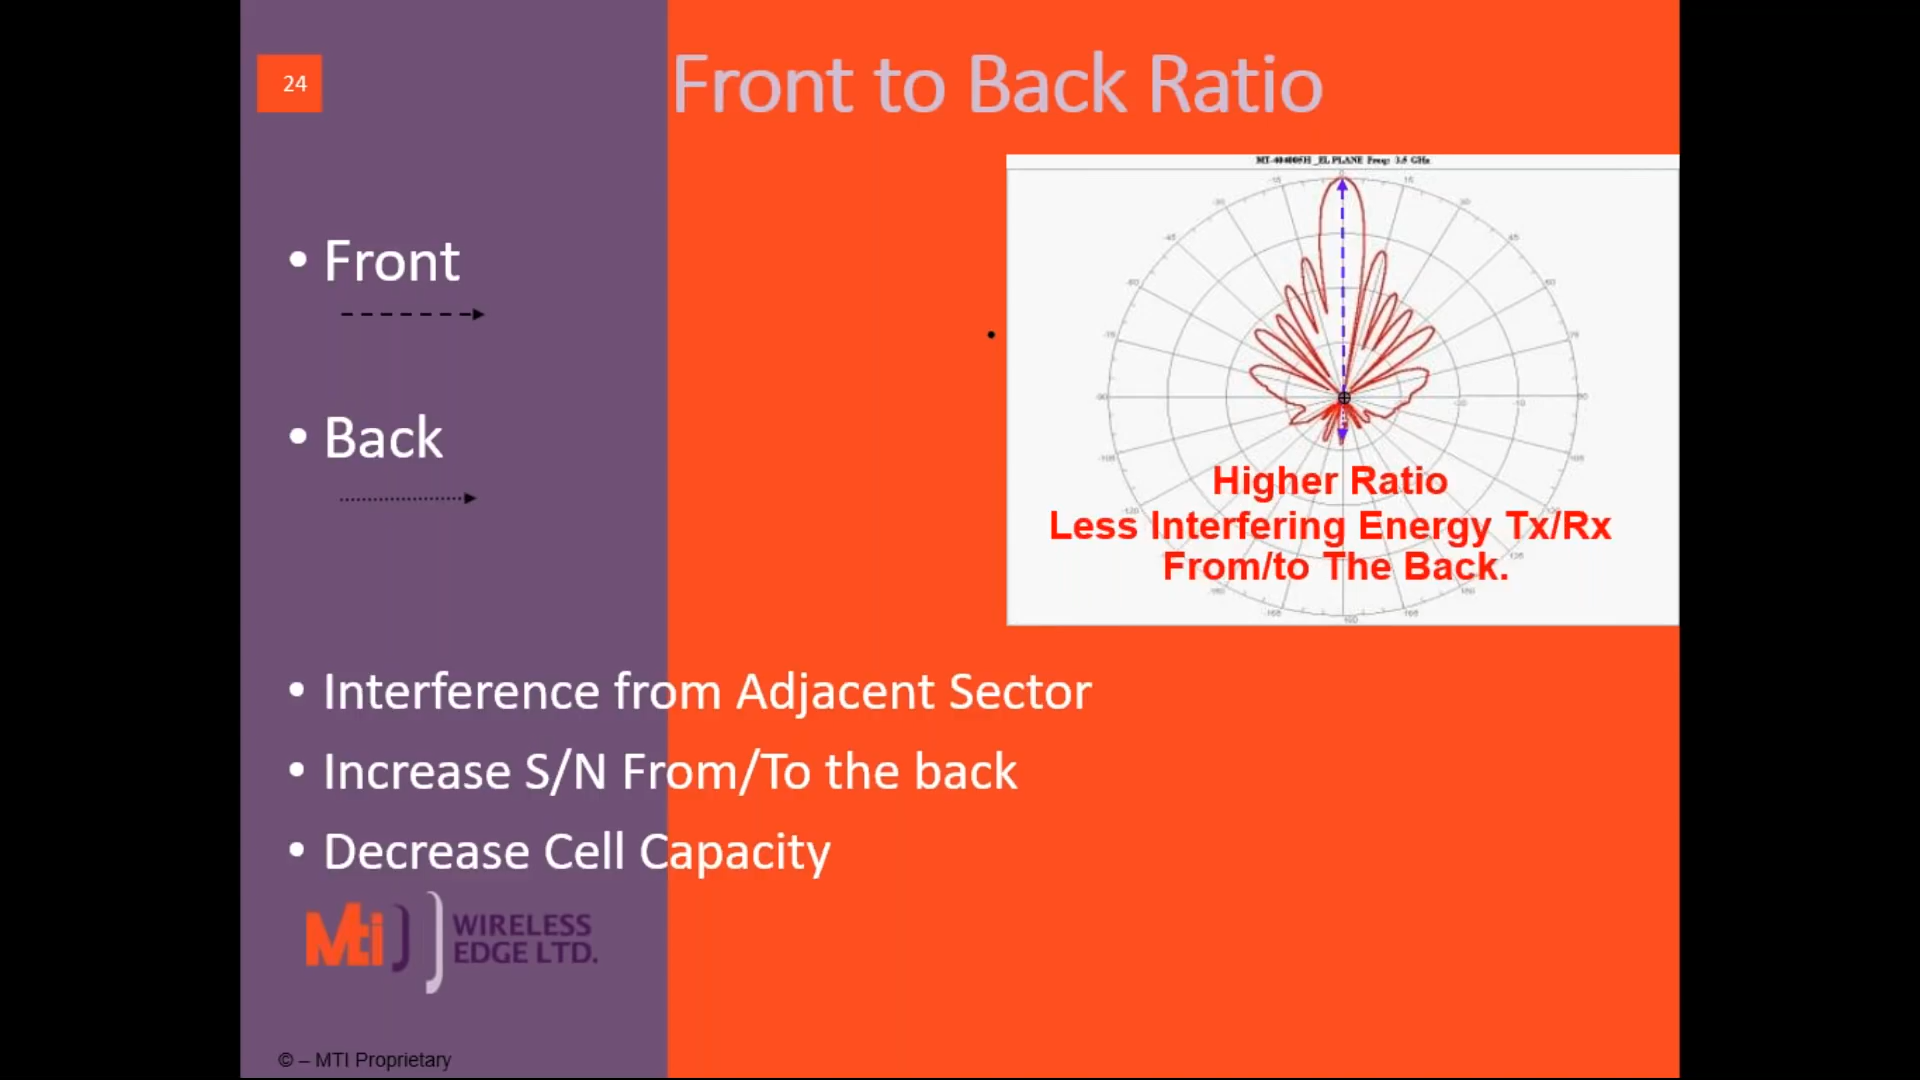 24
Front to Back Ratio
• Front
• Back
MT-404005H _EL PLANE Freq: 3.5 GHz
Higher Ratio
Less Interfering Energy Tx/Rx
From/to The Back.
• Interference from Adjacent Sector
• Increase S/N From/To the back
• Decrease Cell Capacity
Mti WIRELESS
EDGE LTD.
© – MTI Proprietary